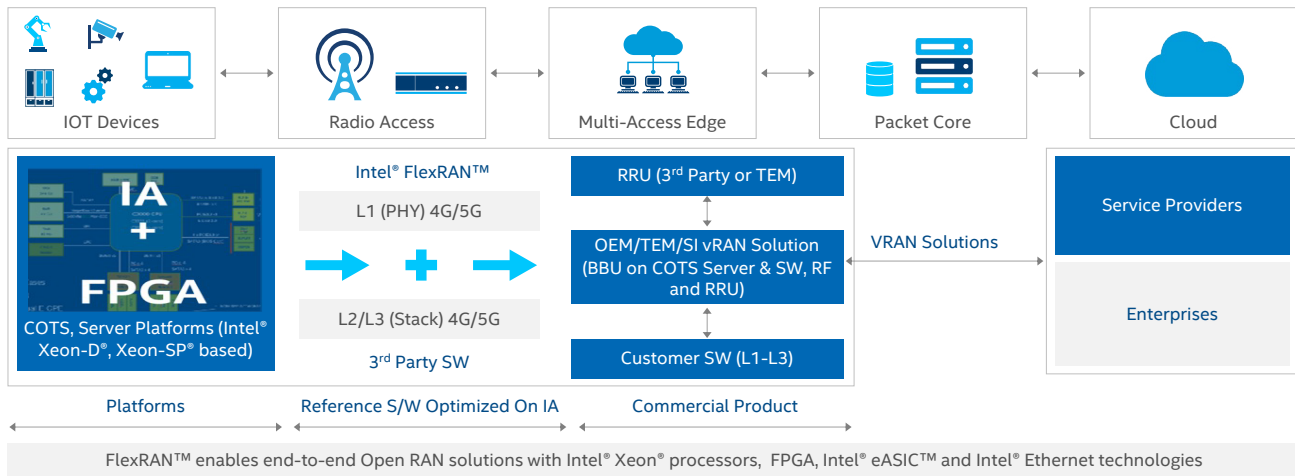 IOT Devices
Radio Access
Multi-Access Edge
Packet Core
Cloud
IA
+
FPGA
COTS, Server Platforms (Intel®
Xeon-D®, Xeon-SP® based)
Intel® FlexRAN™
L1 (PHY) 4G/5G
L2/L3 (Stack) 4G/5G
3rd Party SW
RRU (3rd Party or TEM)
OEM/TEM/SI vRAN Solution
(BBU on COTS Server & SW, RF
and RRU)
Customer SW (L1-L3)
VRAN Solutions
Service Providers
Enterprises
Platforms
Reference S/W Optimized On IA
Commercial Product
FlexRAN™ enables end-to-end Open RAN solutions with Intel® Xeon® processors, FPGA, Intel® eASIC™ and Intel® Ethernet technologies